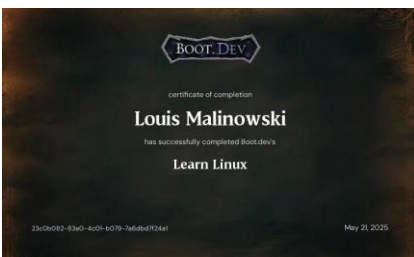 BOOT.DEV
certificate of completion
Louis Malinowski
has successfully completed Boot.dev's
Learn Linux
23c0b082-83a0-4c01-b079-7a6dbd7f24a1
May 21, 2025